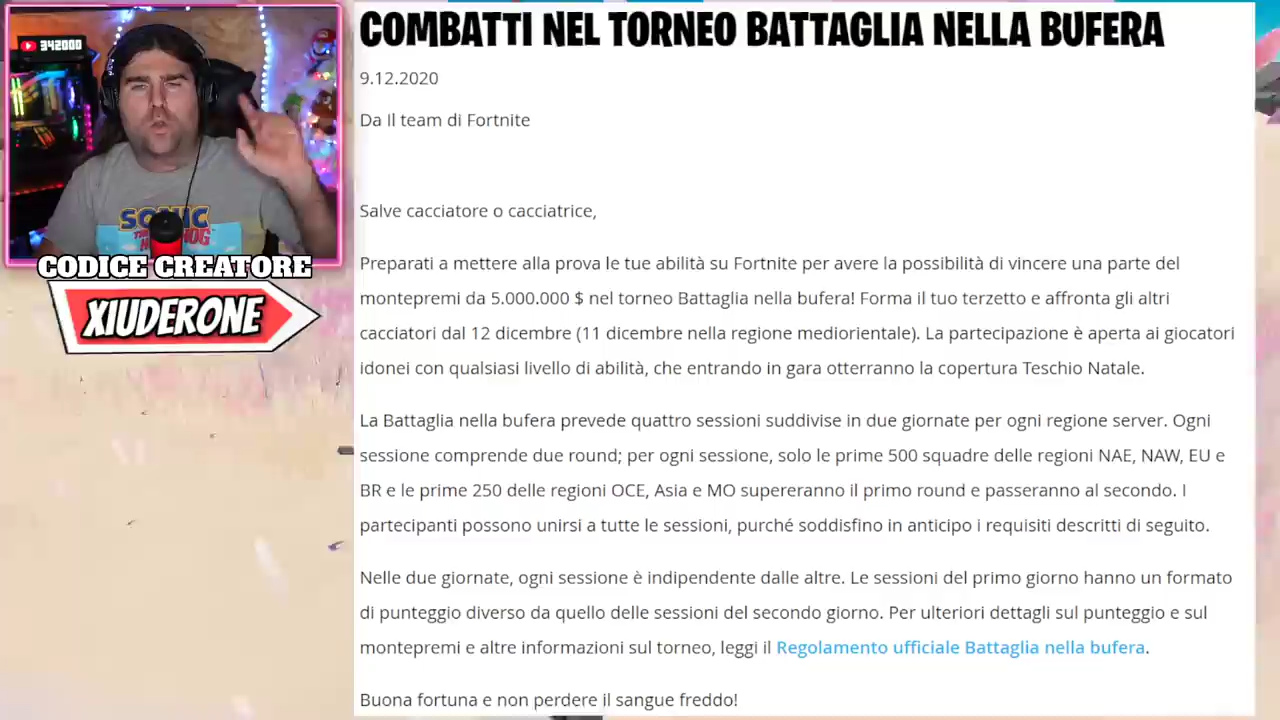 342000
CODICE CREATORE
XIUDERONE
SONIC
COMBATTI NEL TORNEO BATTAGLIA NELLA BUFERA
9.12.2020
Da Il team di Fortnite
Salve cacciatore o cacciatrice,
Preparati a mettere alla prova le tue abilità su Fortnite per avere la possibilità di vincere una parte del
montepremi da 5.000.000 $ nel torneo Battaglia nella bufera! Forma il tuo terzetto e affronta gli altri
cacciatori dal 12 dicembre (11 dicembre nella regione mediorientale). La partecipazione è aperta ai giocatori
idonei con qualsiasi livello di abilità, che entrando in gara otterranno la copertura Teschio Natale.
La Battaglia nella bufera prevede quattro sessioni suddivise in due giornate per ogni regione server. Ogni
sessione comprende due round; per ogni sessione, solo le prime 500 squadre delle regioni NAE, NAW, EU e
BR e le prime 250 delle regioni OCE, Asia e MO supereranno il primo round e passeranno al secondo. I
partecipanti possono unirsi a tutte le sessioni, purché soddisfino in anticipo i requisiti descritti di seguito.
Nelle due giornate, ogni sessione è indipendente dalle altre. Le sessioni del primo giorno hanno un formato
di punteggio diverso da quello delle sessioni del secondo giorno. Per ulteriori dettagli sul punteggio e sul
montepremi e altre informazioni sul torneo, leggi il Regolamento ufficiale Battaglia nella bufera.
Buona fortuna e non perdere il sangue freddo!